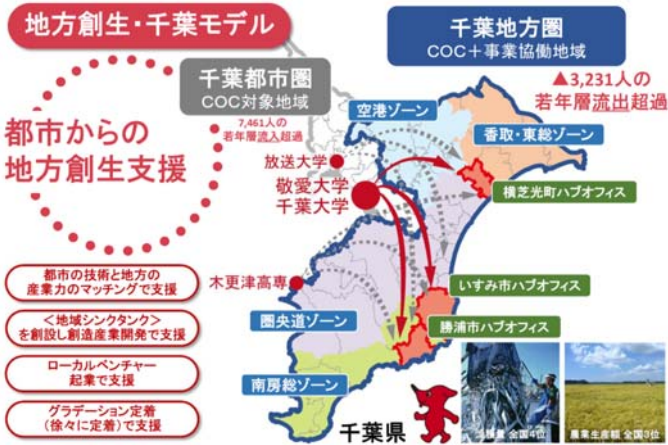 地方創生・千葉モデル
千葉地方圏
COC+事業協働地域
千葉都市圏
COC対象地域
▲3,231人の
若年層流出超過
7,461人の
若年層流入超過
空港ゾーン
香取・東総ゾーン
都市からの
地方創生支援
放送大学
敬愛大学
千葉大学
横芝光町ハブオフィス
木更津高専
いすみ市ハブオフィス
圏央道ゾーン
勝浦市ハブオフィス
南房総ゾーン
都市の技術と地方の
産業力のマッチングで支援
<地域シンクタンク>
を創設し創造産業開発で支援
ローカルベンチャー
起業で支援
グラデーション定着
(徐々に定着)で支援
千葉県
全国4位
農業生産額 全国3位